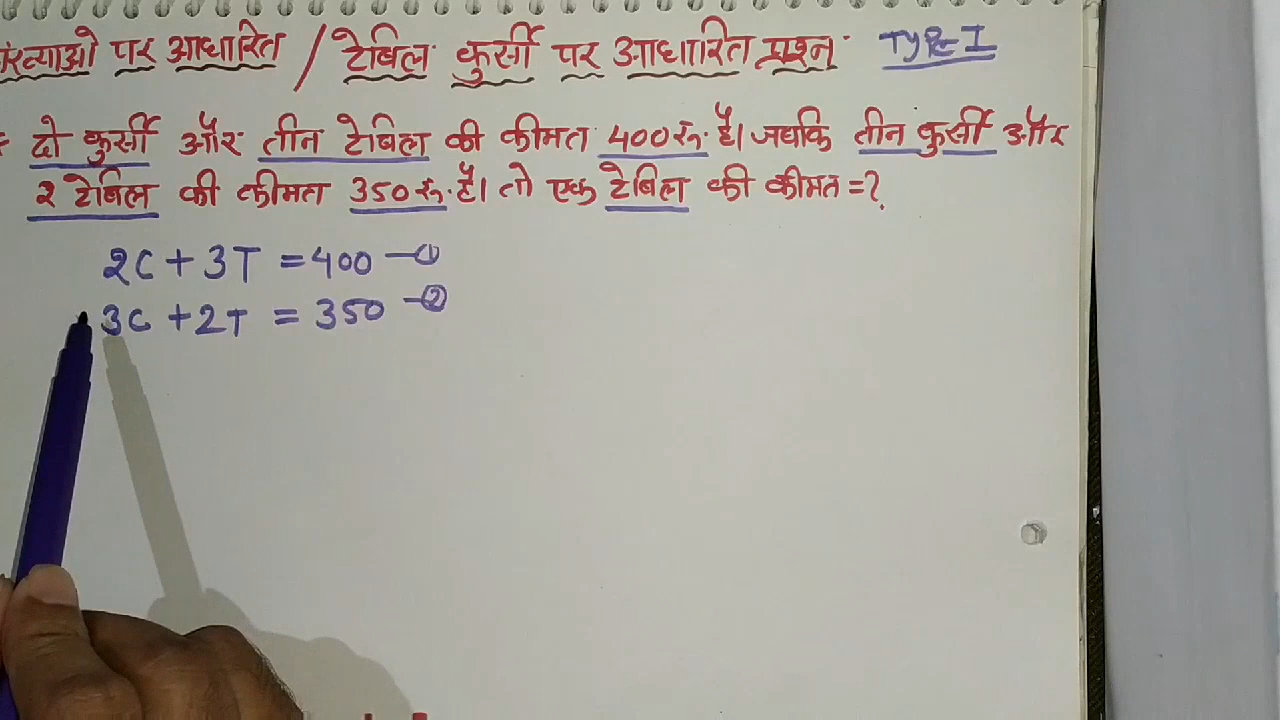 पर आधारित / टेबिल कुर्सी पर आधारित प्रश्न TYPE I
दो कुर्सी और तीन टेबिल की कीमत 400 रू. है। जबकि तीन कुर्सी और
2 टेबिल की कीमत 350 रू. है। तो एक टेबिल की कीमत =?
2C + 3T = 400 — ①
3C + 2T = 350 — ②